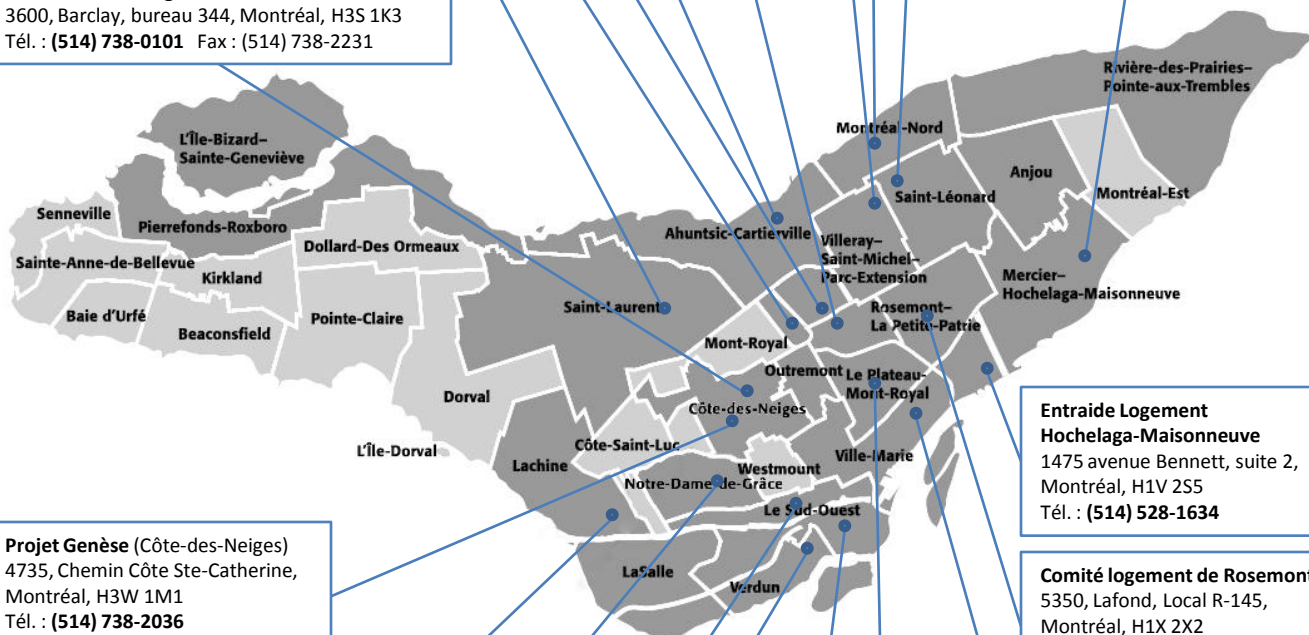 3600, Barclay, bureau 344, Montréal, H3S 1K3
Tél. : (514) 738-0101 Fax : (514) 738-2231
Rivière-des-Prairies–
Pointe-aux-Trembles
L'Île-Bizard–
Sainte-Geneviève
Montréal-Nord
Anjou
Saint-Léonard
Montréal-Est
Senneville
Pierrefonds-Roxboro
Dollard-Des Ormeaux
Ahuntsic-Cartierville
Villeray–
Saint-Michel–
Parc-Extension
Sainte-Anne-de-Bellevue
Kirkland
Mercier–
Hochelaga-Maisonneuve
Baie d'Urfé
Beaconsfield
Pointe-Claire
Saint-Laurent
Rosemont–
La Petite-Patrie
Mont-Royal
Outremont
Le Plateau-
Mont-Royal
Dorval
Côte-des-Neiges
L'Île-Dorval
Lachine
Côte-Saint-Luc
Westmount
Ville-Marie
Notre-Dame-de-Grâce
Le Sud-Ouest
LaSalle
Verdun
Entraide Logement
Hochelaga-Maisonneuve
1475 avenue Bennett, suite 2,
Montréal, H1V 2S5
Tél. : (514) 528-1634
Projet Genèse (Côte-des-Neiges)
4735, Chemin Côte Ste-Catherine,
Montréal, H3W 1M1
Tél. : (514) 738-2036
Comité logement de Rosemont
5350, Lafond, Local R-145,
Montréal, H1X 2X2